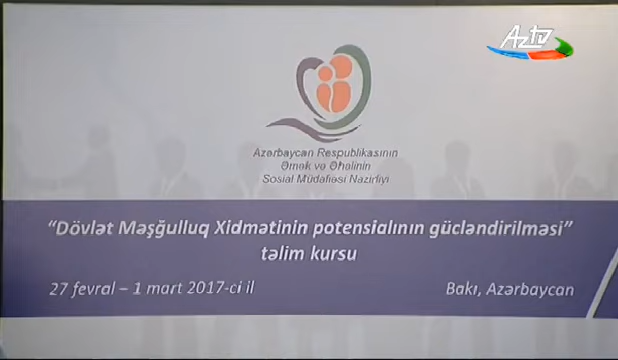 AZTV
Azərbaycan Respublikasının
Əmək və Əhalinin
Sosial Müdafiəsi Nazirliyi
“Dövlət Məşğulluq Xidmətinin potensialının gücləndirilməsi”
təlim kursu
27 fevral – 1 mart 2017-ci il
Bakı, Azərbaycan